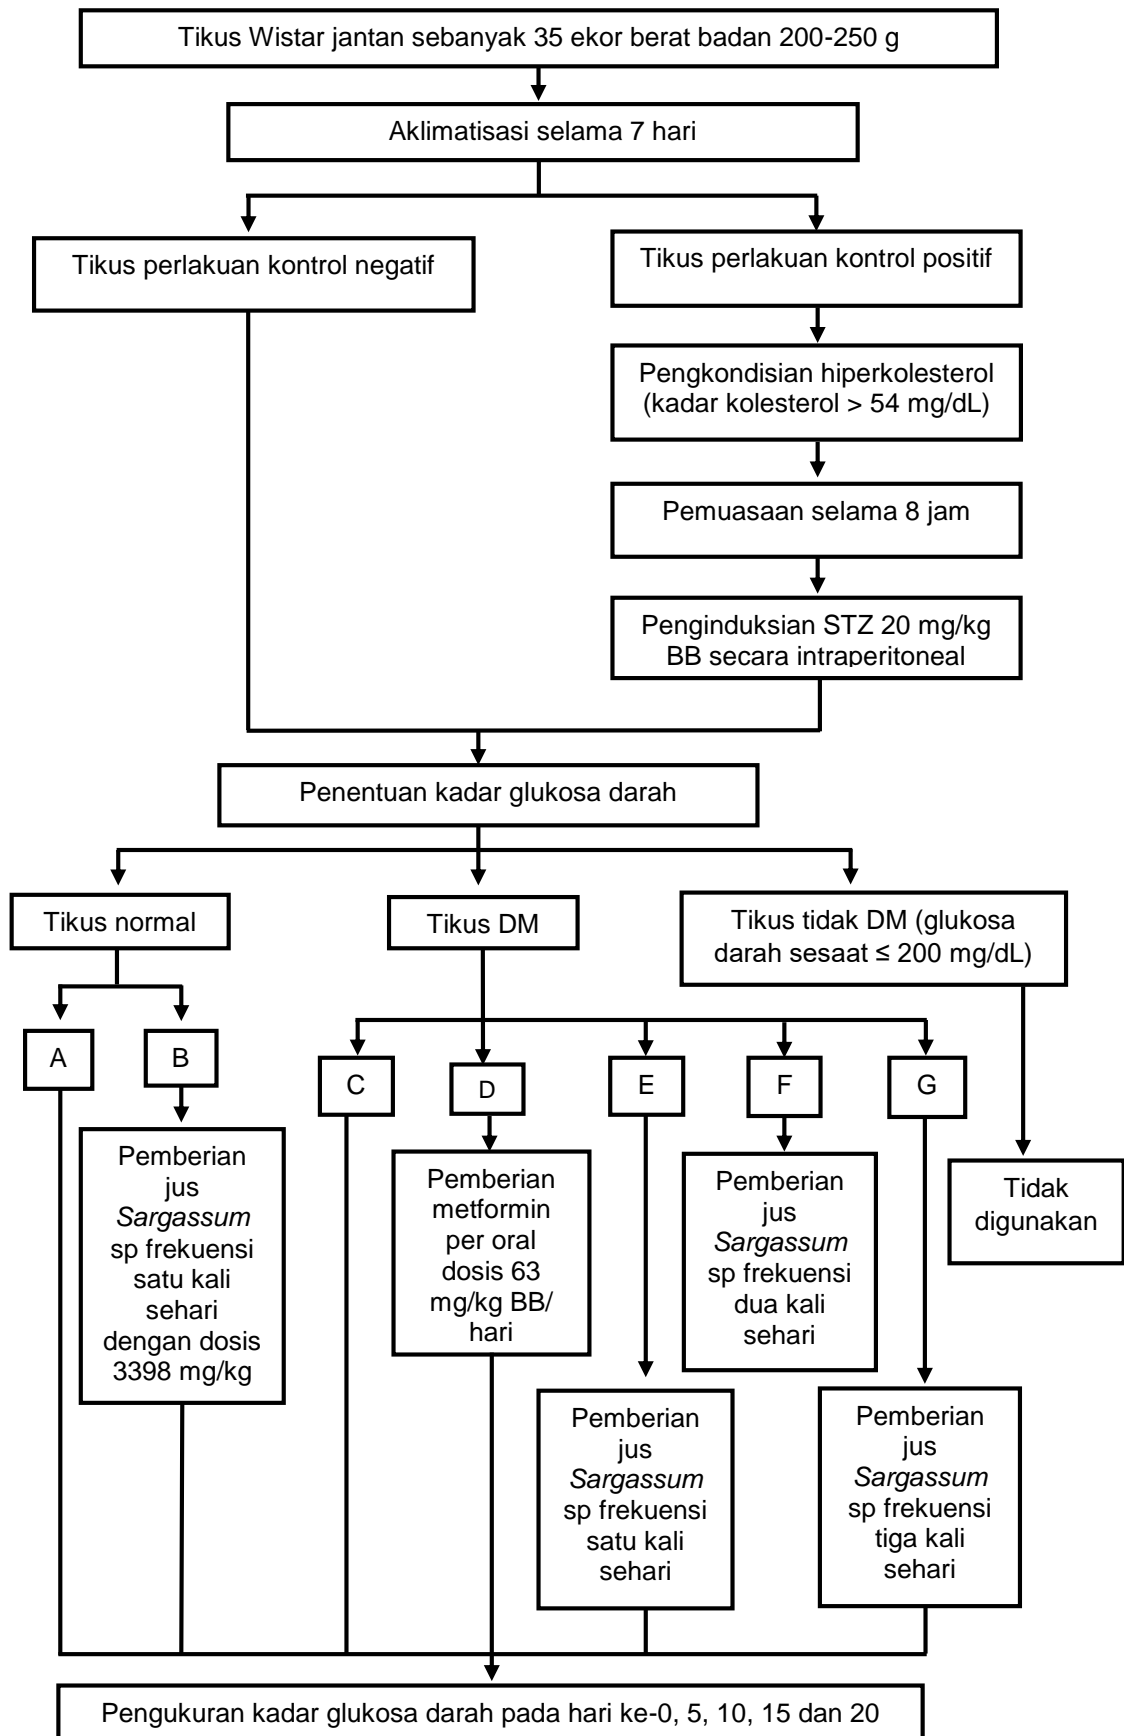 Tikus Wistar jantan sebanyak 35 ekor berat badan 200-250 g
Aklimatisasi selama 7 hari
Tikus perlakuan kontrol negatif
Tikus perlakuan kontrol positif
Pengkondisian hiperkolesterol
(kadar kolesterol > 54 mg/dL)
Pemuasaan selama 8 jam
Penginduksian STZ 20 mg/kg
BB secara intraperitoneal
Penentuan kadar glukosa darah
Tikus normal
Tikus DM
Tikus tidak DM (glukosa
darah sesaat ≤ 200 mg/dL)
A
B
C
D
E
F
G
Pemberian
jus
Sargassum
sp frekuensi
satu kali
sehari
dengan dosis
3398 mg/kg
Pemberian
metformin
per oral
dosis 63
mg/kg BB/
hari
Pemberian
jus
Sargassum
sp frekuensi
satu kali
sehari
Pemberian
jus
Sargassum
sp frekuensi
dua kali
sehari
Pemberian
jus
Sargassum
sp frekuensi
tiga kali
sehari
Tidak
digunakan
Pengukuran kadar glukosa darah pada hari ke-0, 5, 10, 15 dan 20